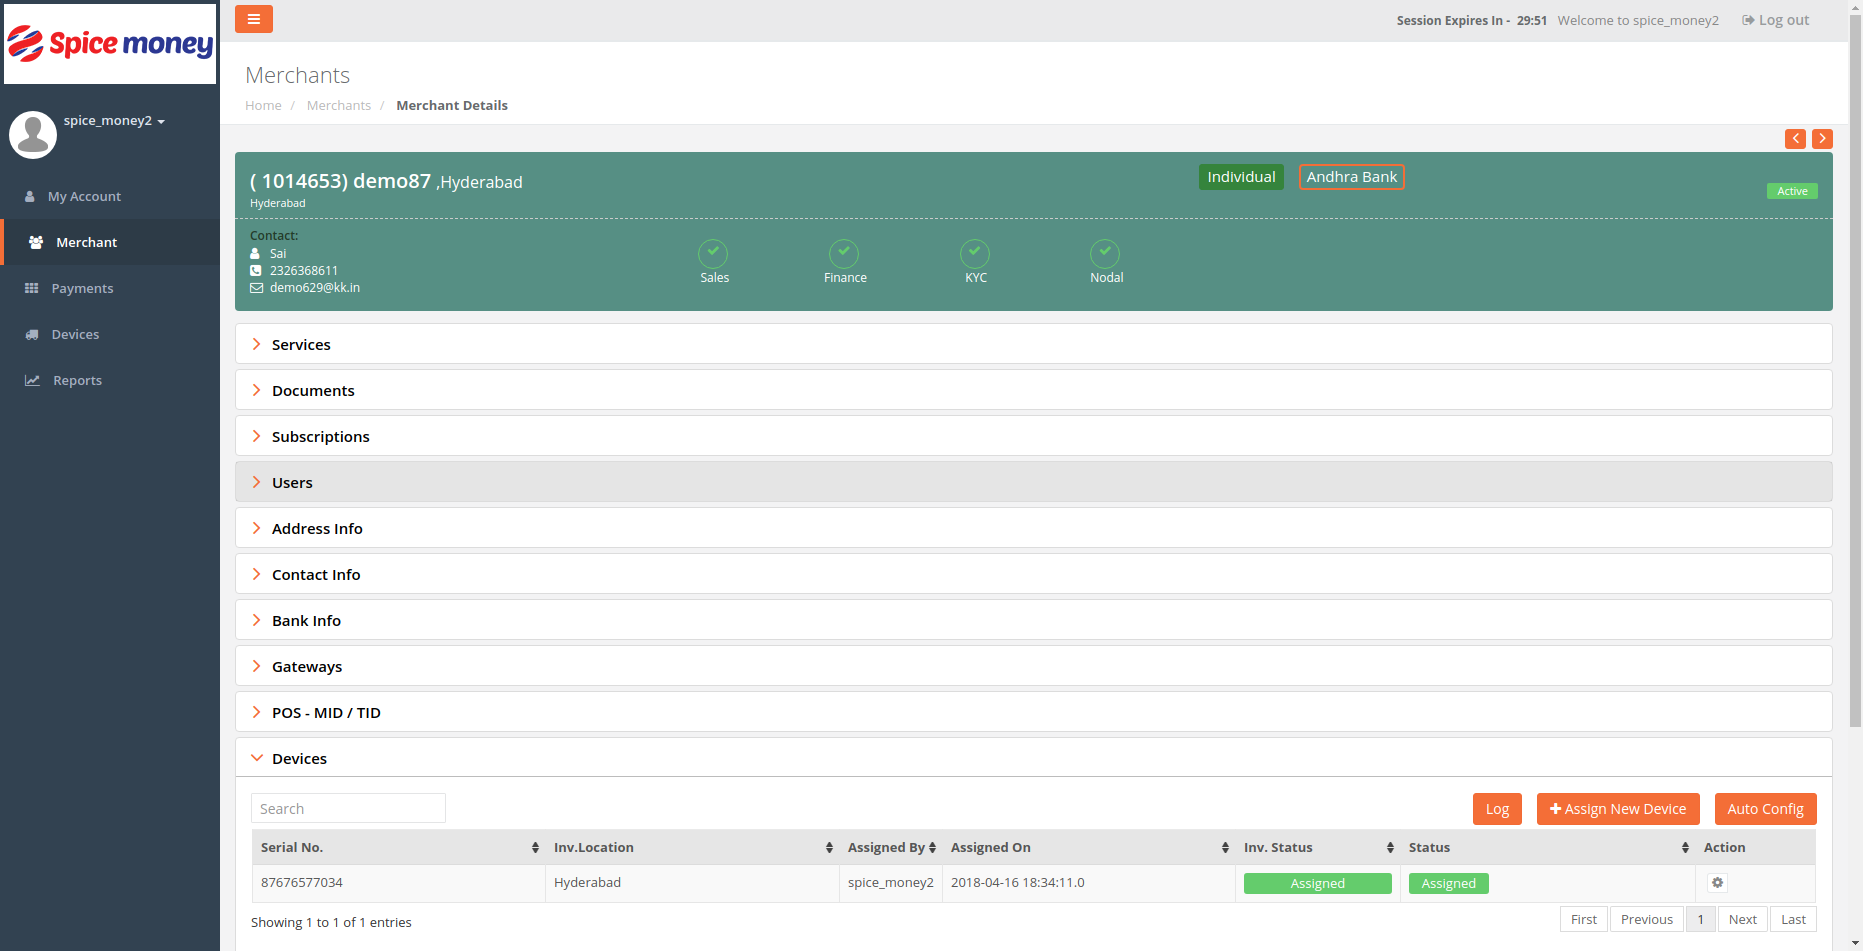 Spice money
Session Expires In - 29:51 Welcome to spice_money2 Log out
Merchants
Home / Merchants / Merchant Details
spice_money2
My Account
Merchant
Payments
Devices
Reports
( 1014653) demo87 ,Hyderabad Individual Andhra Bank
Hyderabad
Active
Contact:
Sai
2326368611
demo629@kk.in
Sales Finance KYC Nodal
Services
Documents
Subscriptions
Users
Address Info
Contact Info
Bank Info
Gateways
POS - MID / TID
Devices
Search Log Assign New Device Auto Config
Serial No. Inv.Location Assigned By Assigned On Inv. Status Status Action
87676577034 Hyderabad spice_money2 2018-04-16 18:34:11.0 Assigned Assigned
Showing 1 to 1 of 1 entries First Previous 1 Next Last